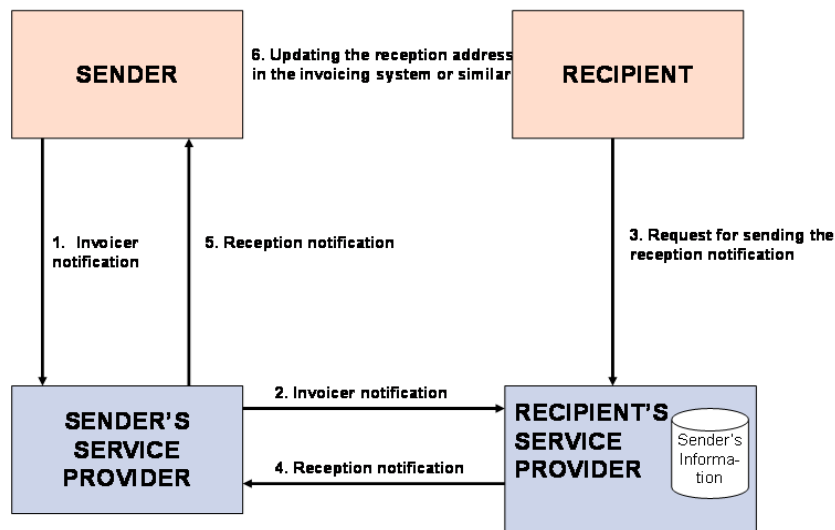 SENDER
6. Updating the reception address
in the invoicing system or similar
RECIPIENT
1. Invoicer
notification
5. Reception notification
3. Request for sending the
reception notification
2. Invoicer notification
4. Reception notification
SENDER'S
SERVICE
PROVIDER
RECIPIENT'S
SERVICE
PROVIDER
Sender's
Informa-
tion